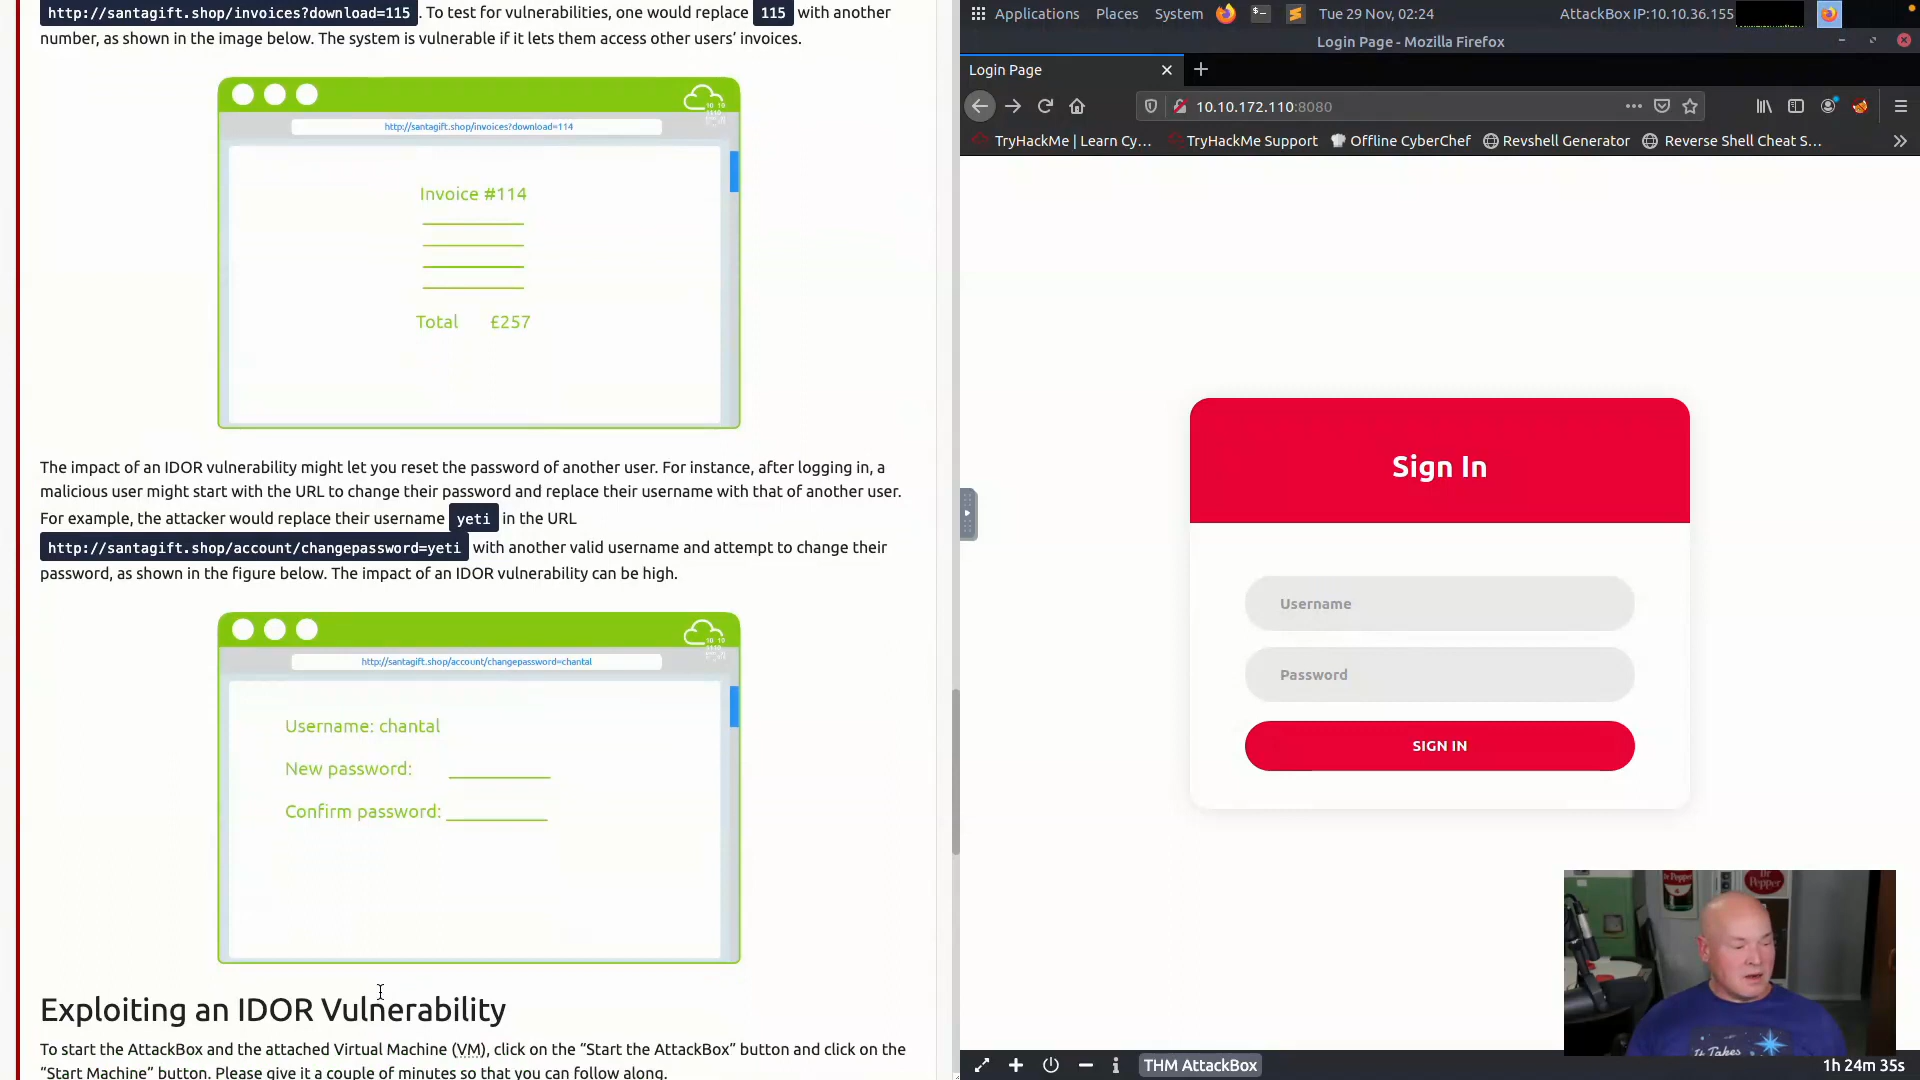 http://santagift.shop/invoices?download=115 . To test for vulnerabilities, one would replace 115 with another
number, as shown in the image below. The system is vulnerable if it lets them access other users’ invoices.
http://santagift.shop/invoices?download=114
Invoice #114
Total £257
The impact of an IDOR vulnerability might let you reset the password of another user. For instance, after logging in, a
malicious user might start with the URL to change their password and replace their username with that of another user.
For example, the attacker would replace their username yeti in the URL
http://santagift.shop/account/changepassword=yeti with another valid username and attempt to change their
password, as shown in the figure below. The impact of an IDOR vulnerability can be high.
http://santagift.shop/account/changepassword=chantal
Username: chantal
New password:
Confirm password:
Exploiting an IDOR Vulnerability
To start the AttackBox and the attached Virtual Machine (VM), click on the “Start the AttackBox” button and click on the
“Start Machine” button. Please give it a couple of minutes so that you can follow along.
Applications Places System Tue 29 Nov, 02:24 AttackBox IP:10.10.36.155
Login Page - Mozilla Firefox
Login Page
10.10.172.110:8080
TryHackMe | Learn Cy… TryHackMe Support Offline CyberChef Revshell Generator Reverse Shell Cheat S…
Sign In
Username
Password
SIGN IN
Dr Pepper
It Takes
THM AttackBox 1h 24m 35s